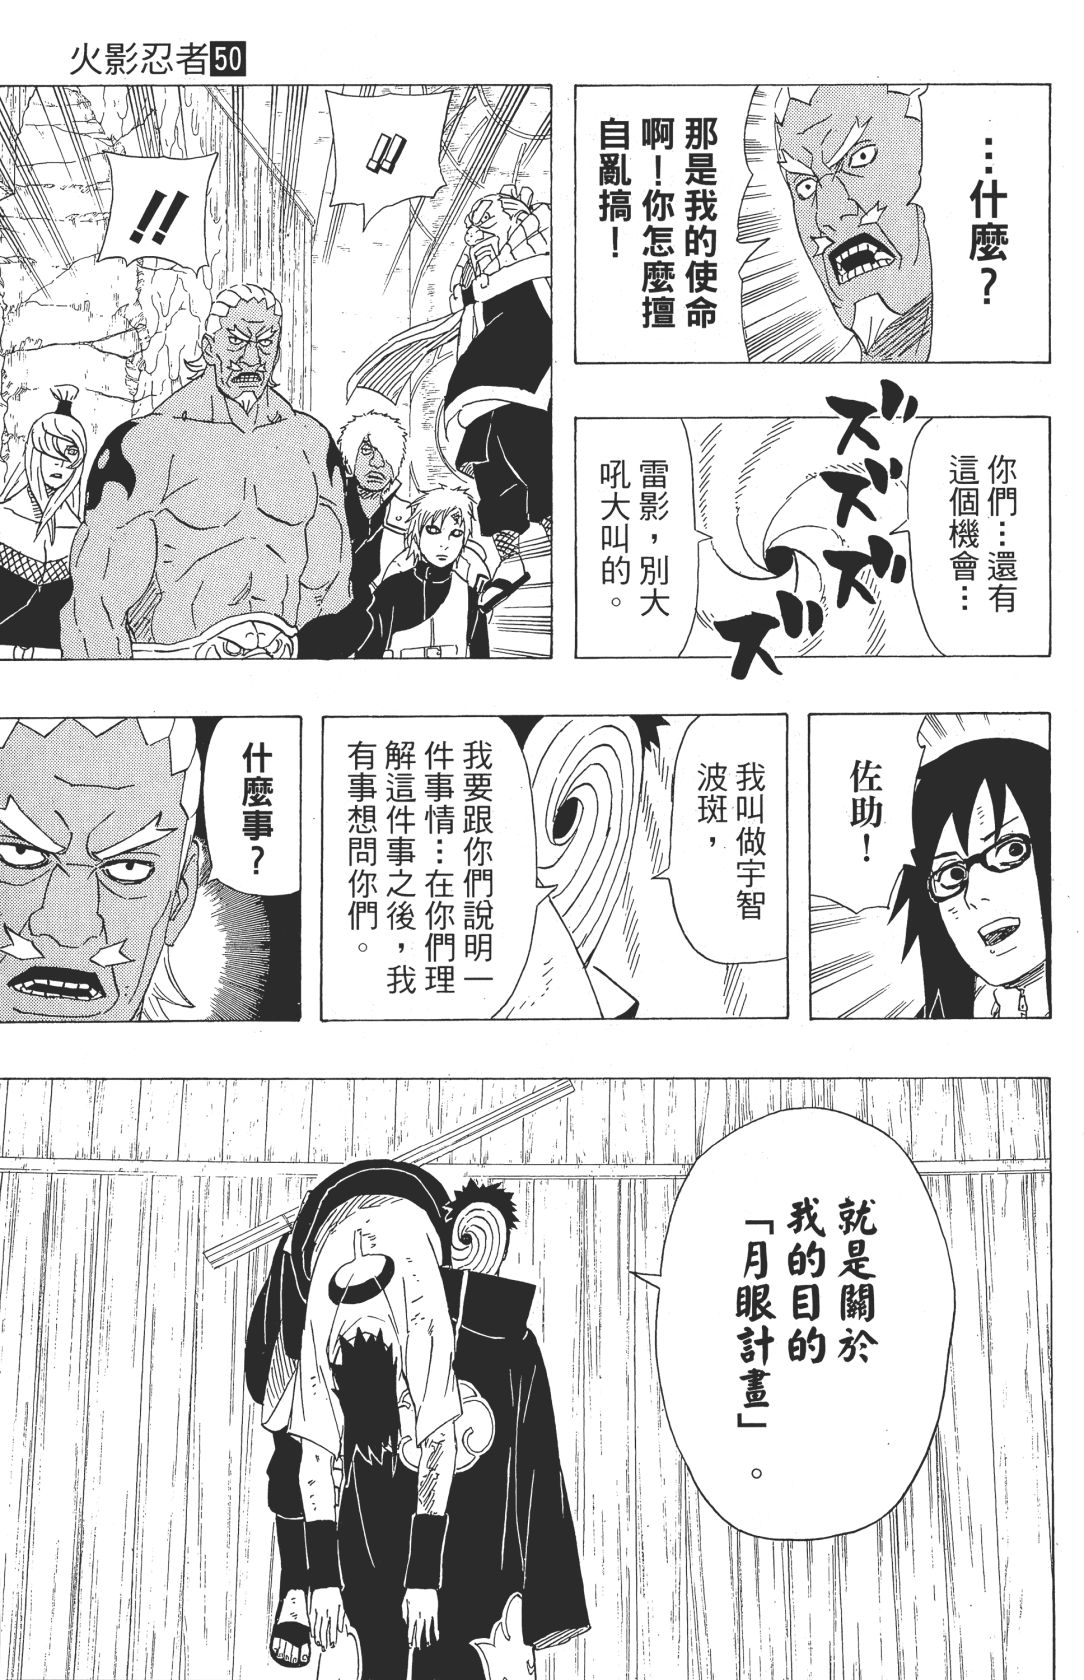 火影忍者50
…什麼？
那是我的使命
啊！你怎麼擅
自亂搞！
!!
!!
你們…還有
這個機會…
ズズズズ
雷影，別大
吼大叫的。
佐助！
我叫做宇智
波斑，
我要跟你們說明一
件事情…在你們理
解這件事之後，我
有事想問你們。
什麼事？
就是關於
我的目的
「月眼計畫」。